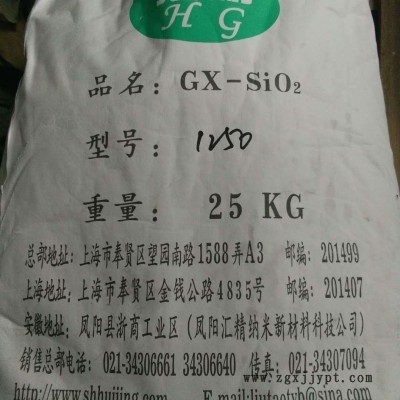 H G
品名: GX-SiO₂
型号: 1250
重量: 25 KG
总部地址: 上海市奉贤区望园南路1588弄A3 邮编: 201499
上海地址: 上海市奉贤区金钱公路4835号 邮编: 201407
安徽地址: 凤阳县浙商工业区 (凤阳汇精纳米新材料科技公司)
销售总部电话: 021-34306661 34306640 传真: 021-34307094
http://www.shhuijing.com E-mail:liutaotyb@sina.com
www.zgxjjypt.com